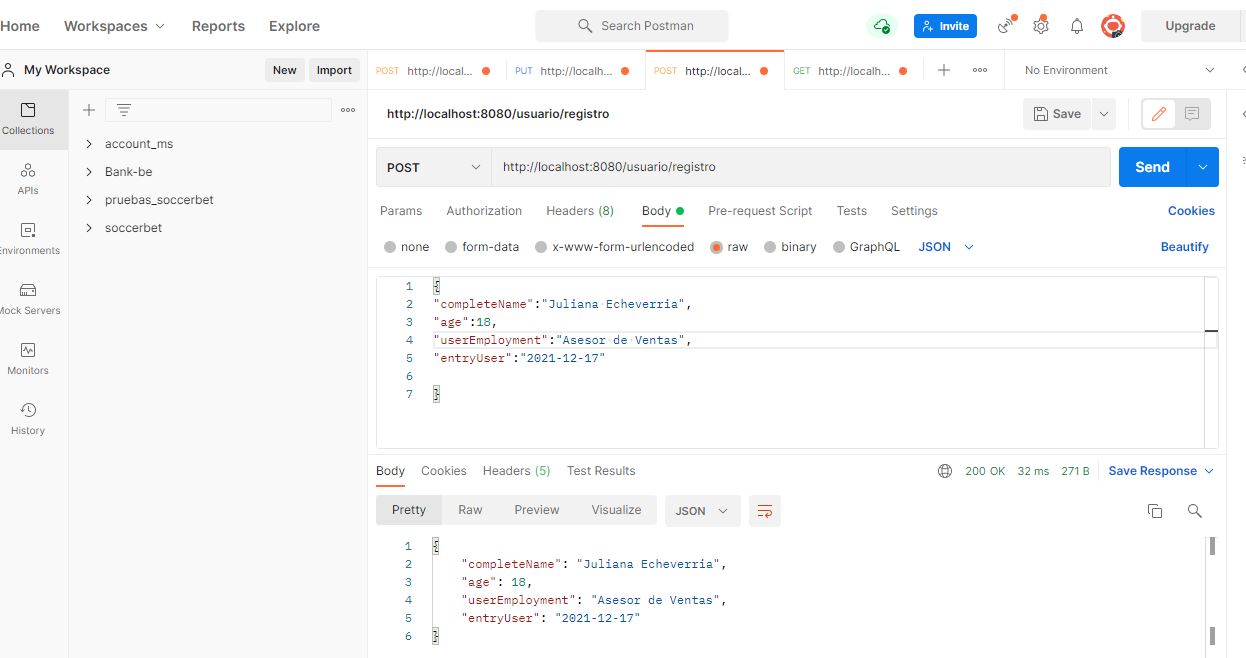 Home Workspaces Reports Explore Search Postman Invite Upgrade
My Workspace New Import
POST http://local... PUT http://localh... POST http://local... GET http://localh... No Environment
Collections
APIs
Environments
Mock Servers
Monitors
History
account_ms
Bank-be
pruebas_soccerbet
soccerbet
http://localhost:8080/usuario/registro Save
POST http://localhost:8080/usuario/registro Send
Params Authorization Headers (8) Body Pre-request Script Tests Settings Cookies
none form-data x-www-form-urlencoded raw binary GraphQL JSON Beautify
1 {
2 "completeName":"Juliana Echeverria",
3 "age":18,
4 "userEmployment":"Asesor de Ventas",
5 "entryUser":"2021-12-17"
6
7 }
Body Cookies Headers (5) Test Results 200 OK 32 ms 271 B Save Response
Pretty Raw Preview Visualize JSON
1 {
2 "completeName": "Juliana Echeverria",
3 "age": 18,
4 "userEmployment": "Asesor de Ventas",
5 "entryUser": "2021-12-17"
6 }